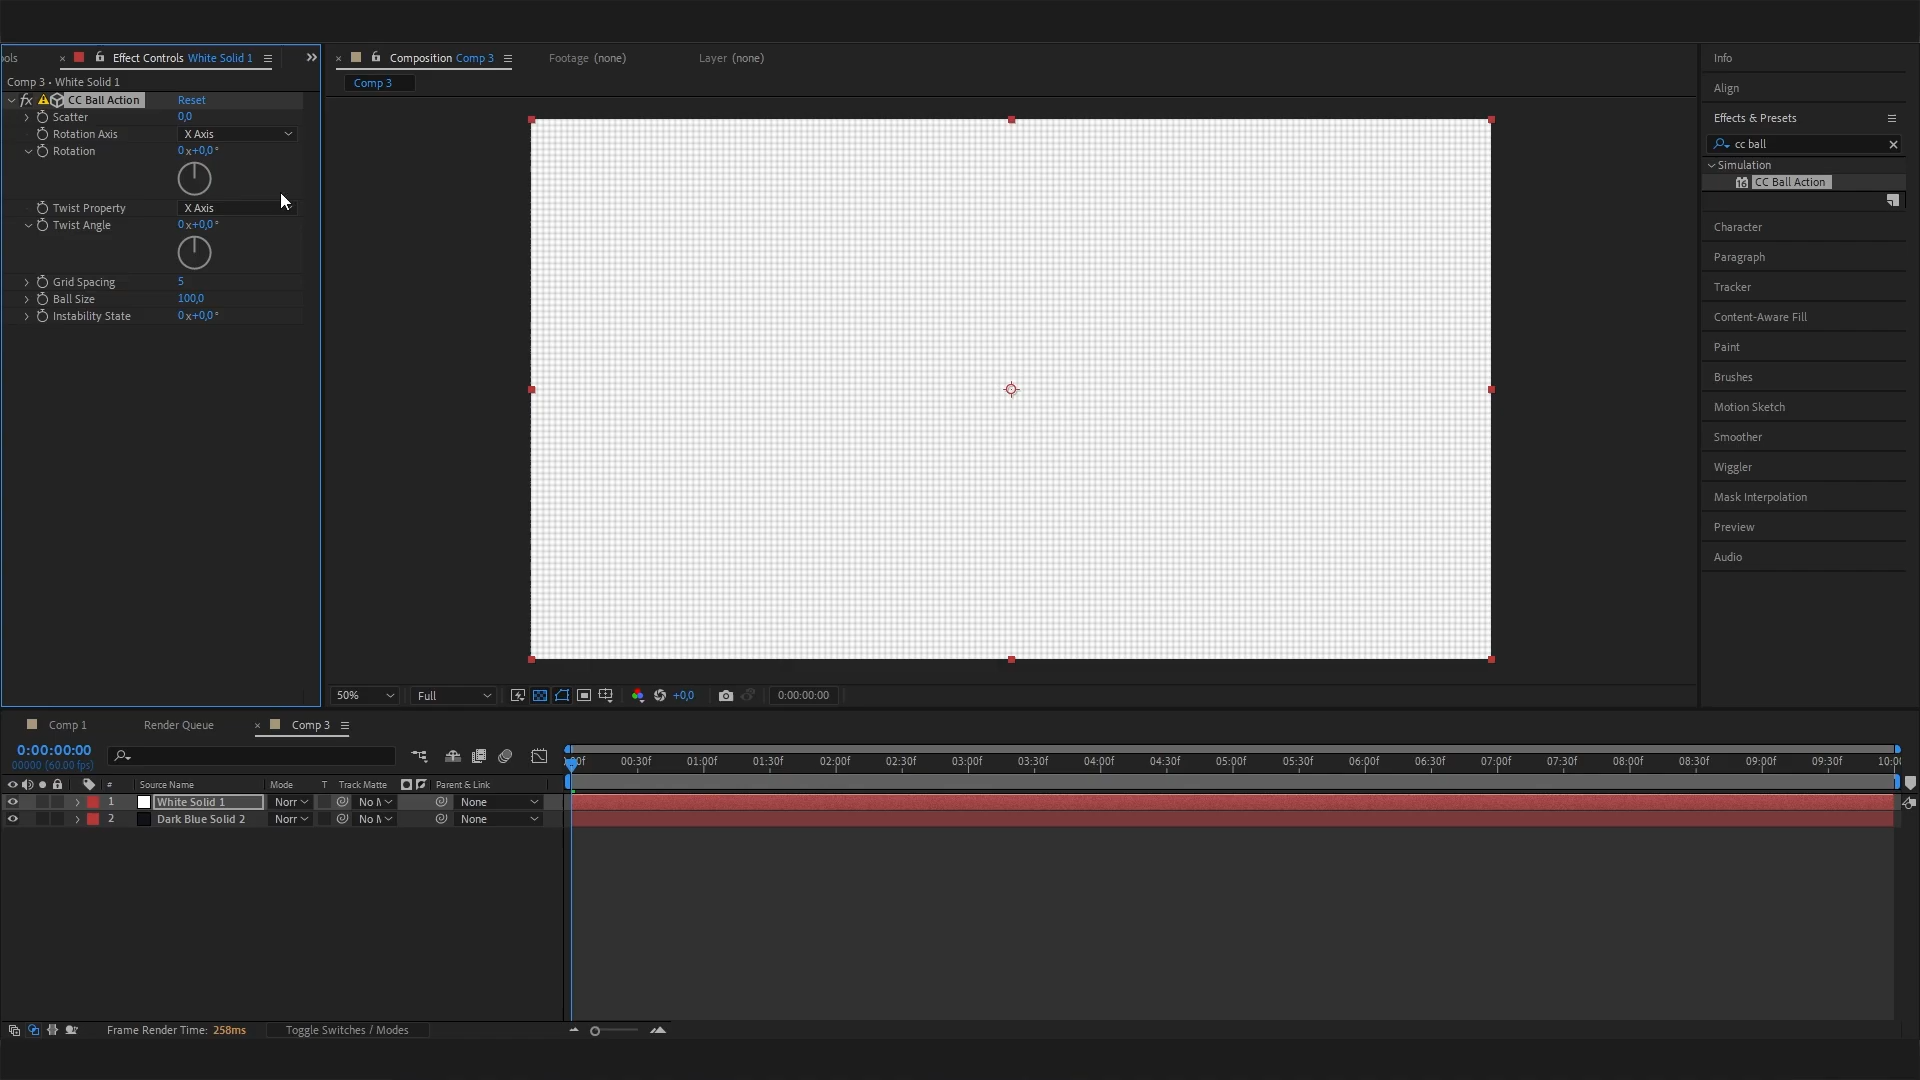 ools
Effect Controls White Solid 1
Comp 3 • White Solid 1
fx CC Ball Action Reset
Scatter 0,0
Rotation Axis X Axis
Rotation 0x+0,0°
Twist Property X Axis
Twist Angle 0x+0,0°
Grid Spacing 5
Ball Size 100,0
Instability State 0x+0,0°
Composition Comp 3
Footage (none)
Layer (none)
Comp 3
50% Full +0,0 0:00:00:00
Info
Align
Effects & Presets
cc ball
Simulation
16 CC Ball Action
Character
Paragraph
Tracker
Content-Aware Fill
Paint
Brushes
Motion Sketch
Smoother
Wiggler
Mask Interpolation
Preview
Audio
Comp 1 Render Queue Comp 3
0:00:00:00
00000 (60.00 fps)
00f 00:30f 01:00f 01:30f 02:00f 02:30f 03:00f 03:30f 04:00f 04:30f 05:00f 05:30f 06:00f 06:30f 07:00f 07:30f 08:00f 08:30f 09:00f 09:30f 10:00
# Source Name Mode T Track Matte Parent & Link
1 White Solid 1 Norr No M None
2 Dark Blue Solid 2 Norr No M None
Frame Render Time: 258ms Toggle Switches / Modes